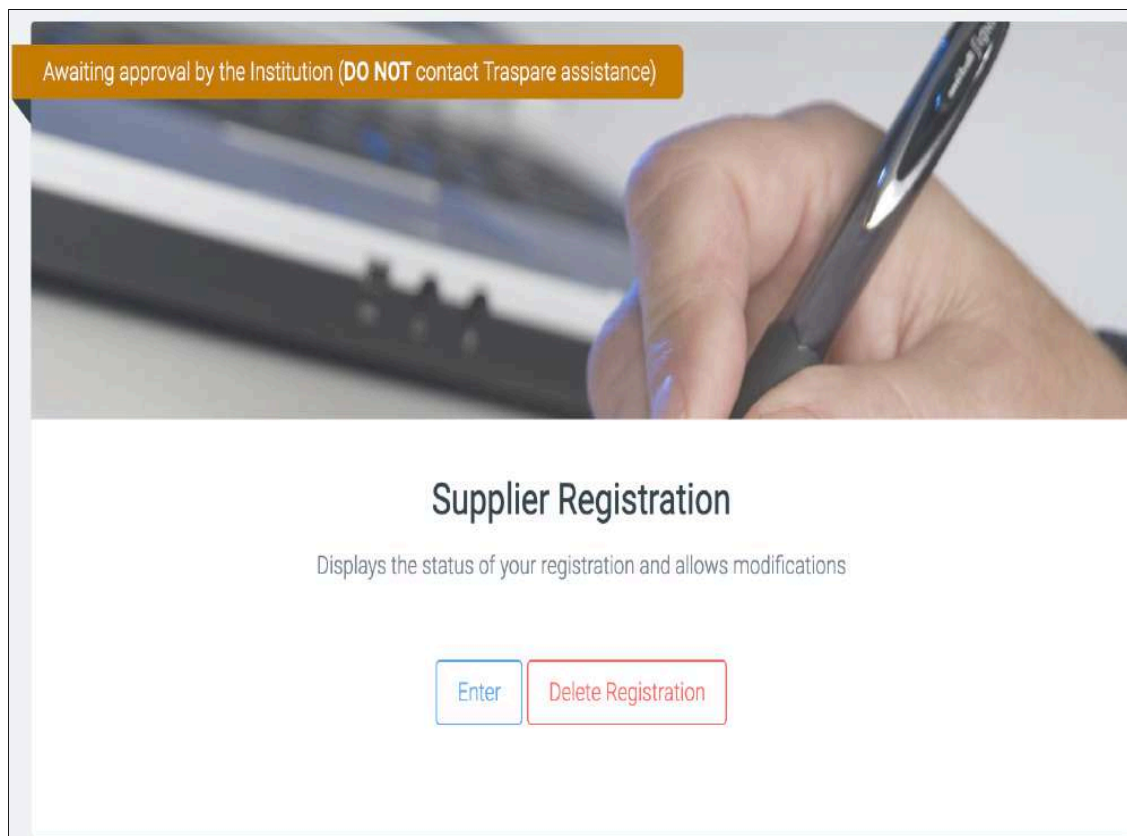 Awaiting approval by the Institution (DO NOT contact Traspare assistance)
Supplier Registration
Displays the status of your registration and allows modifications
Enter
Delete Registration